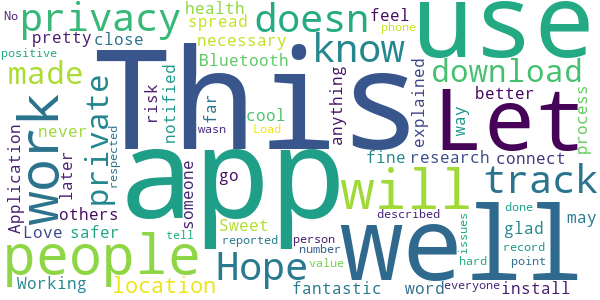 No
health
privacy
spread
doesn
feel
phone
use
positive
pretty
close
necessary
Bluetooth
know
made
This
download
risk
notified
far
cool
Load
wasn
anything
explained
better
way
process
Let
work
never
private
respected
app
fine
research
connect
Application
later
someone
go
will
track
well
others
Love
safer
tell
Sweet
described
reported
person
number
value
issues
hard
done
record
point
glad
may
people
Hope
Working
location
fantastic
word
everyone
install